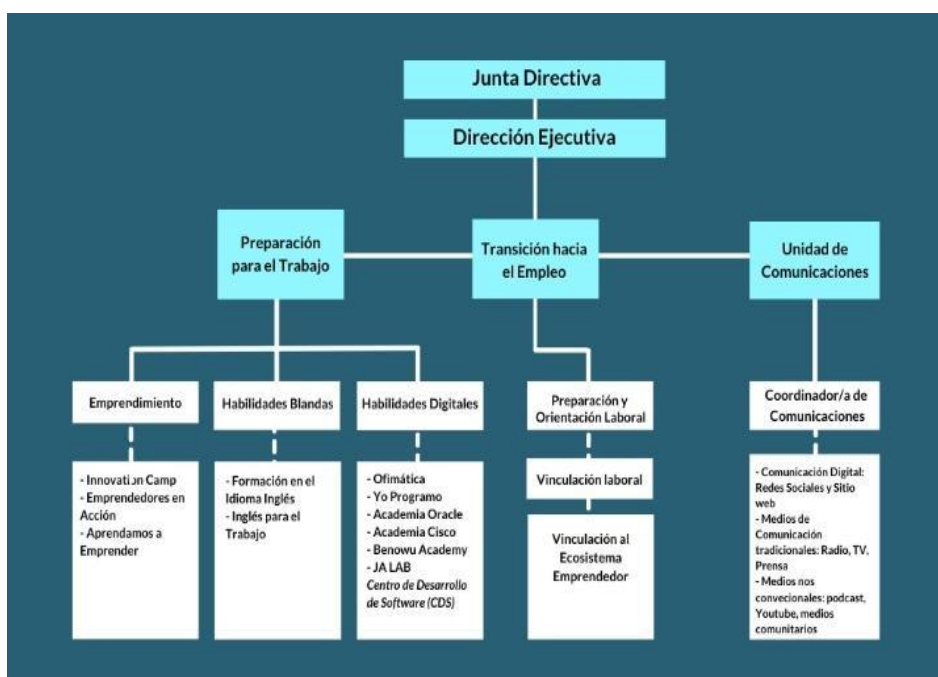 Junta Directiva
Dirección Ejecutiva
Preparación
para el Trabajo
Transición hacia
el Empleo
Unidad de
Comunicaciones
Emprendimiento
- Innovation Camp
- Emprendedores en
Acción
- Aprendamos a
Emprender
Habilidades Blandas
- Formación en el
Idioma Inglés
- Inglés para el
Trabajo
Habilidades Digitales
- Ofimática
- Yo Programo
- Academia Oracle
- Academia Cisco
- Benowu Academy
- JA LAB
Centro de Desarrollo
de Software (CDS)
Preparación y
Orientación Laboral
Vinculación laboral
Vinculación al
Ecosistema
Emprendedor
Coordinador/a de
Comunicaciones
- Comunicación Digital:
Redes Sociales y Sitio
web
- Medios de
Comunicación
tradicionales: Radio, TV,
Prensa
- Medios nos
convecionales: podcast,
Youtube, medios
comunitarios